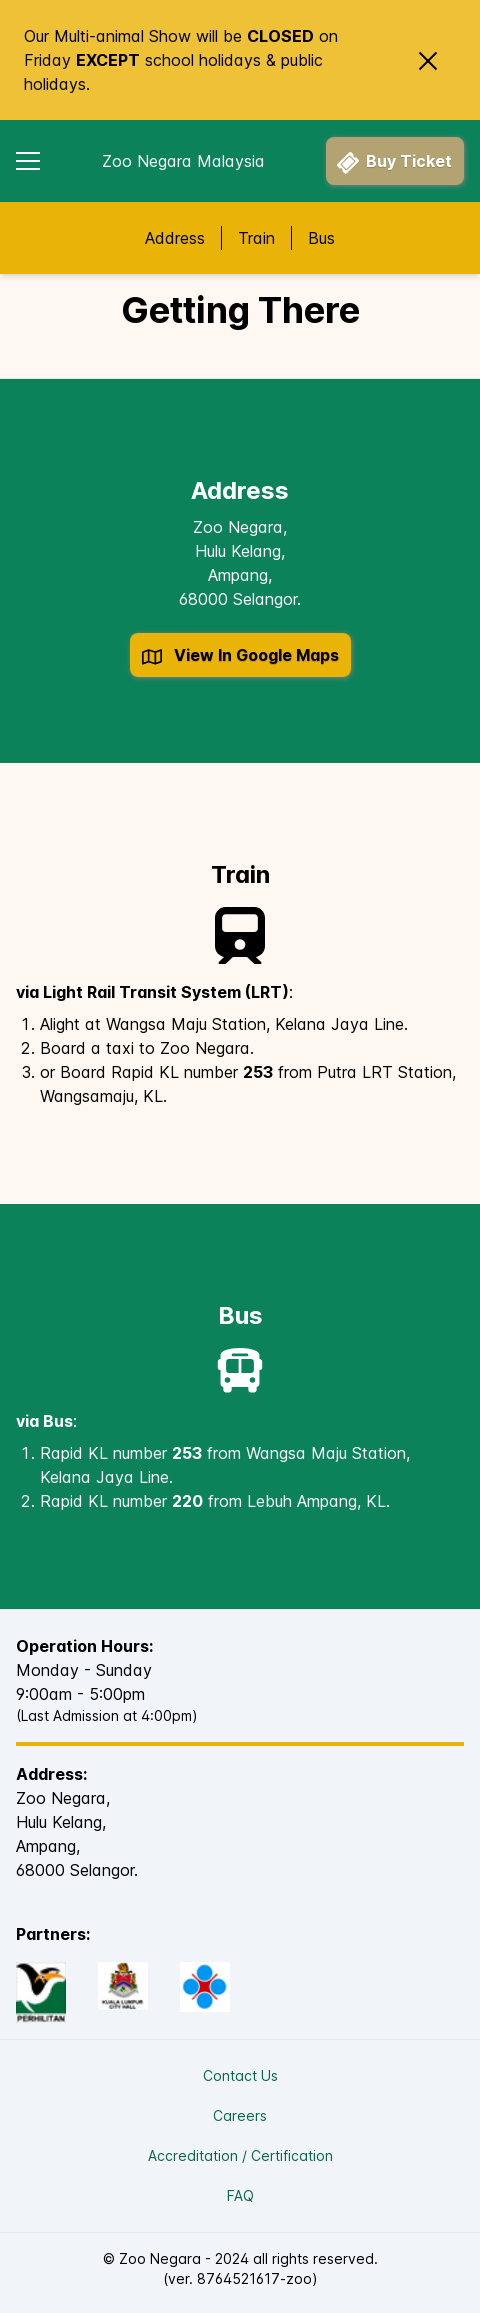 Our Multi-animal Show will be CLOSED on
Friday EXCEPT school holidays & public
holidays.
Zoo Negara Malaysia
Buy Ticket
Address
Train
Bus
Getting There
Address
Zoo Negara,
Hulu Kelang,
Ampang,
68000 Selangor.
View In Google Maps
Train
via Light Rail Transit System (LRT):
1. Alight at Wangsa Maju Station, Kelana Jaya Line.
2. Board a taxi to Zoo Negara.
3. or Board Rapid KL number 253 from Putra LRT Station,
Wangsamaju, KL.
Bus
via Bus:
1. Rapid KL number 253 from Wangsa Maju Station,
Kelana Jaya Line.
2. Rapid KL number 220 from Lebuh Ampang, KL.
Operation Hours:
Monday - Sunday
9:00am - 5:00pm
(Last Admission at 4:00pm)
Address:
Zoo Negara,
Hulu Kelang,
Ampang,
68000 Selangor.
Partners:
PERHILITAN
KUALA LUMPUR
CITY HALL
Contact Us
Careers
Accreditation / Certification
FAQ
© Zoo Negara - 2024 all rights reserved.
(ver. 8764521617-zoo)